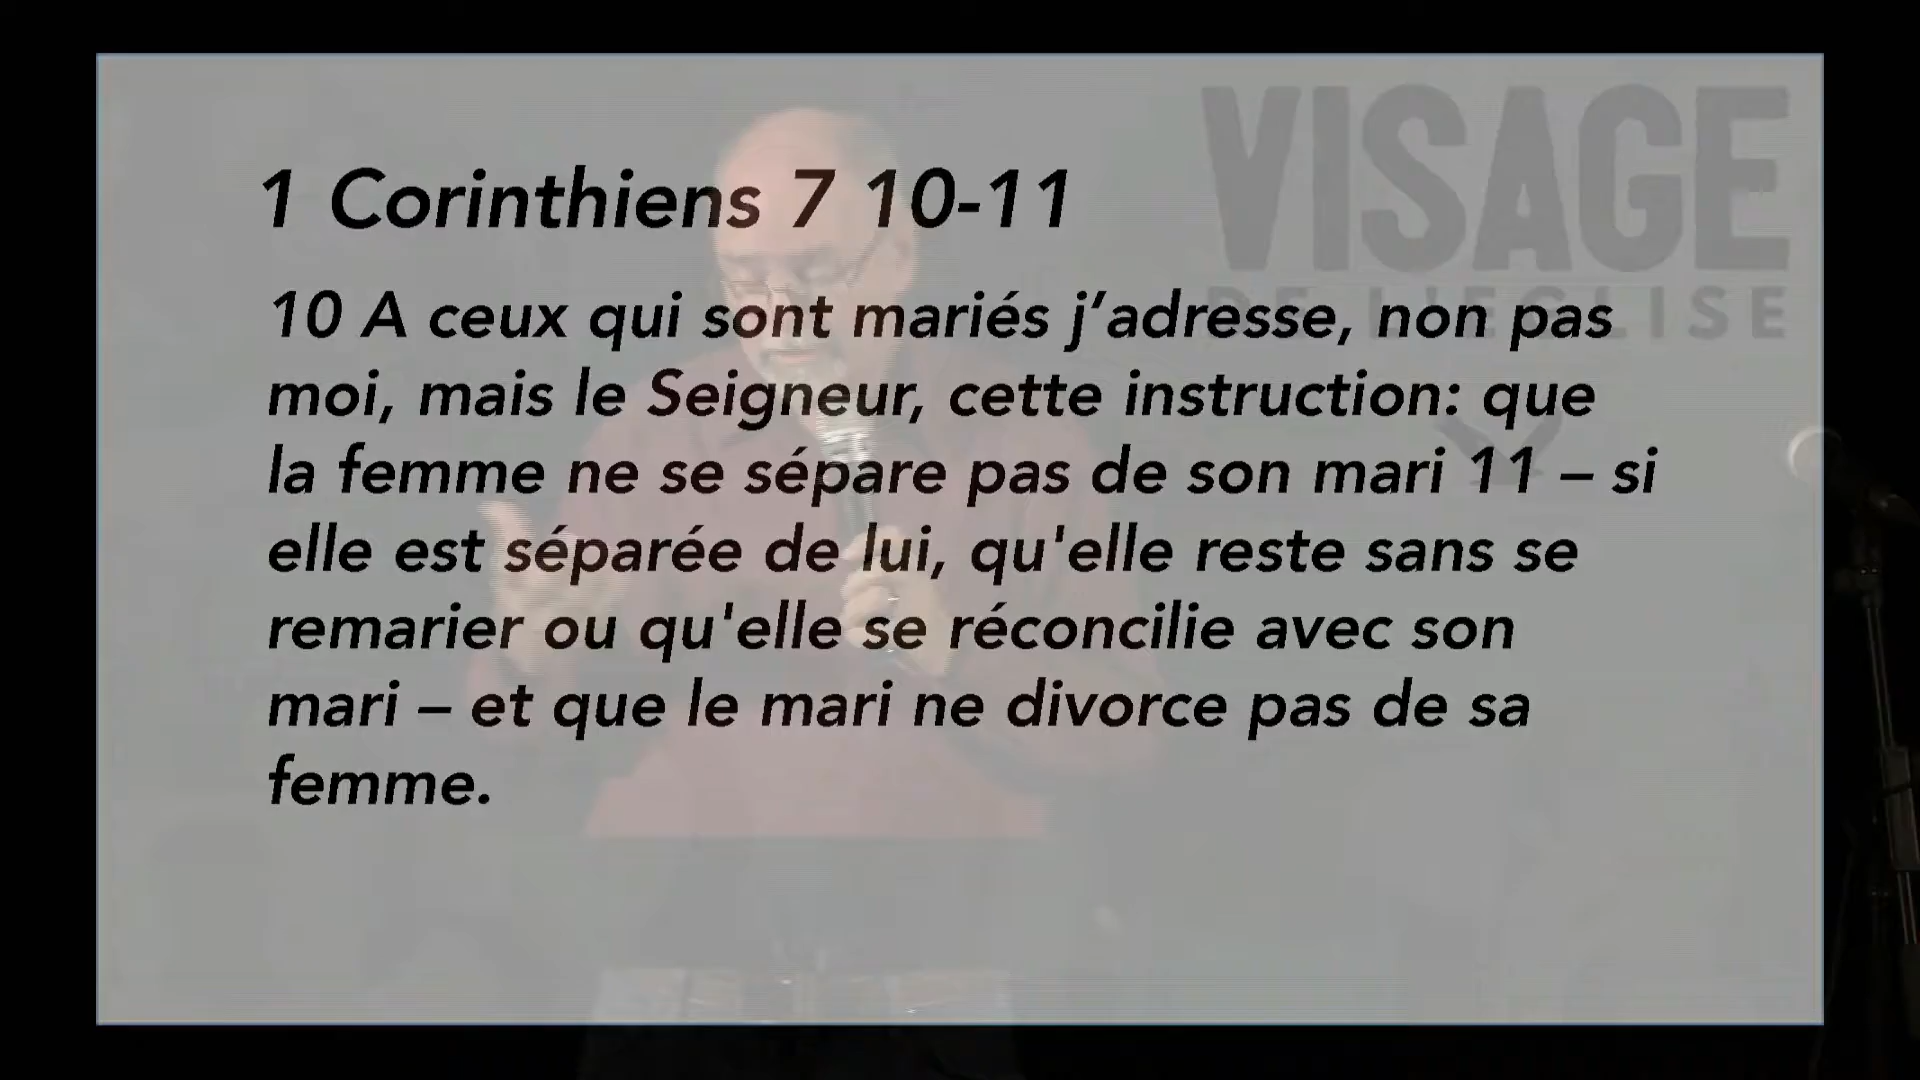 VISAGE
DE L'EGLISE
1 Corinthiens 7 10-11
10 A ceux qui sont mariés j’adresse, non pas
moi, mais le Seigneur, cette instruction: que
la femme ne se sépare pas de son mari 11 – si
elle est séparée de lui, qu'elle reste sans se
remarier ou qu'elle se réconcilie avec son
mari – et que le mari ne divorce pas de sa
femme.